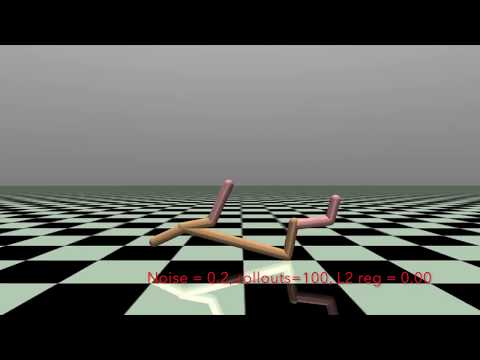 Noise = 0.2, rollouts=100, L2 reg = 0.00